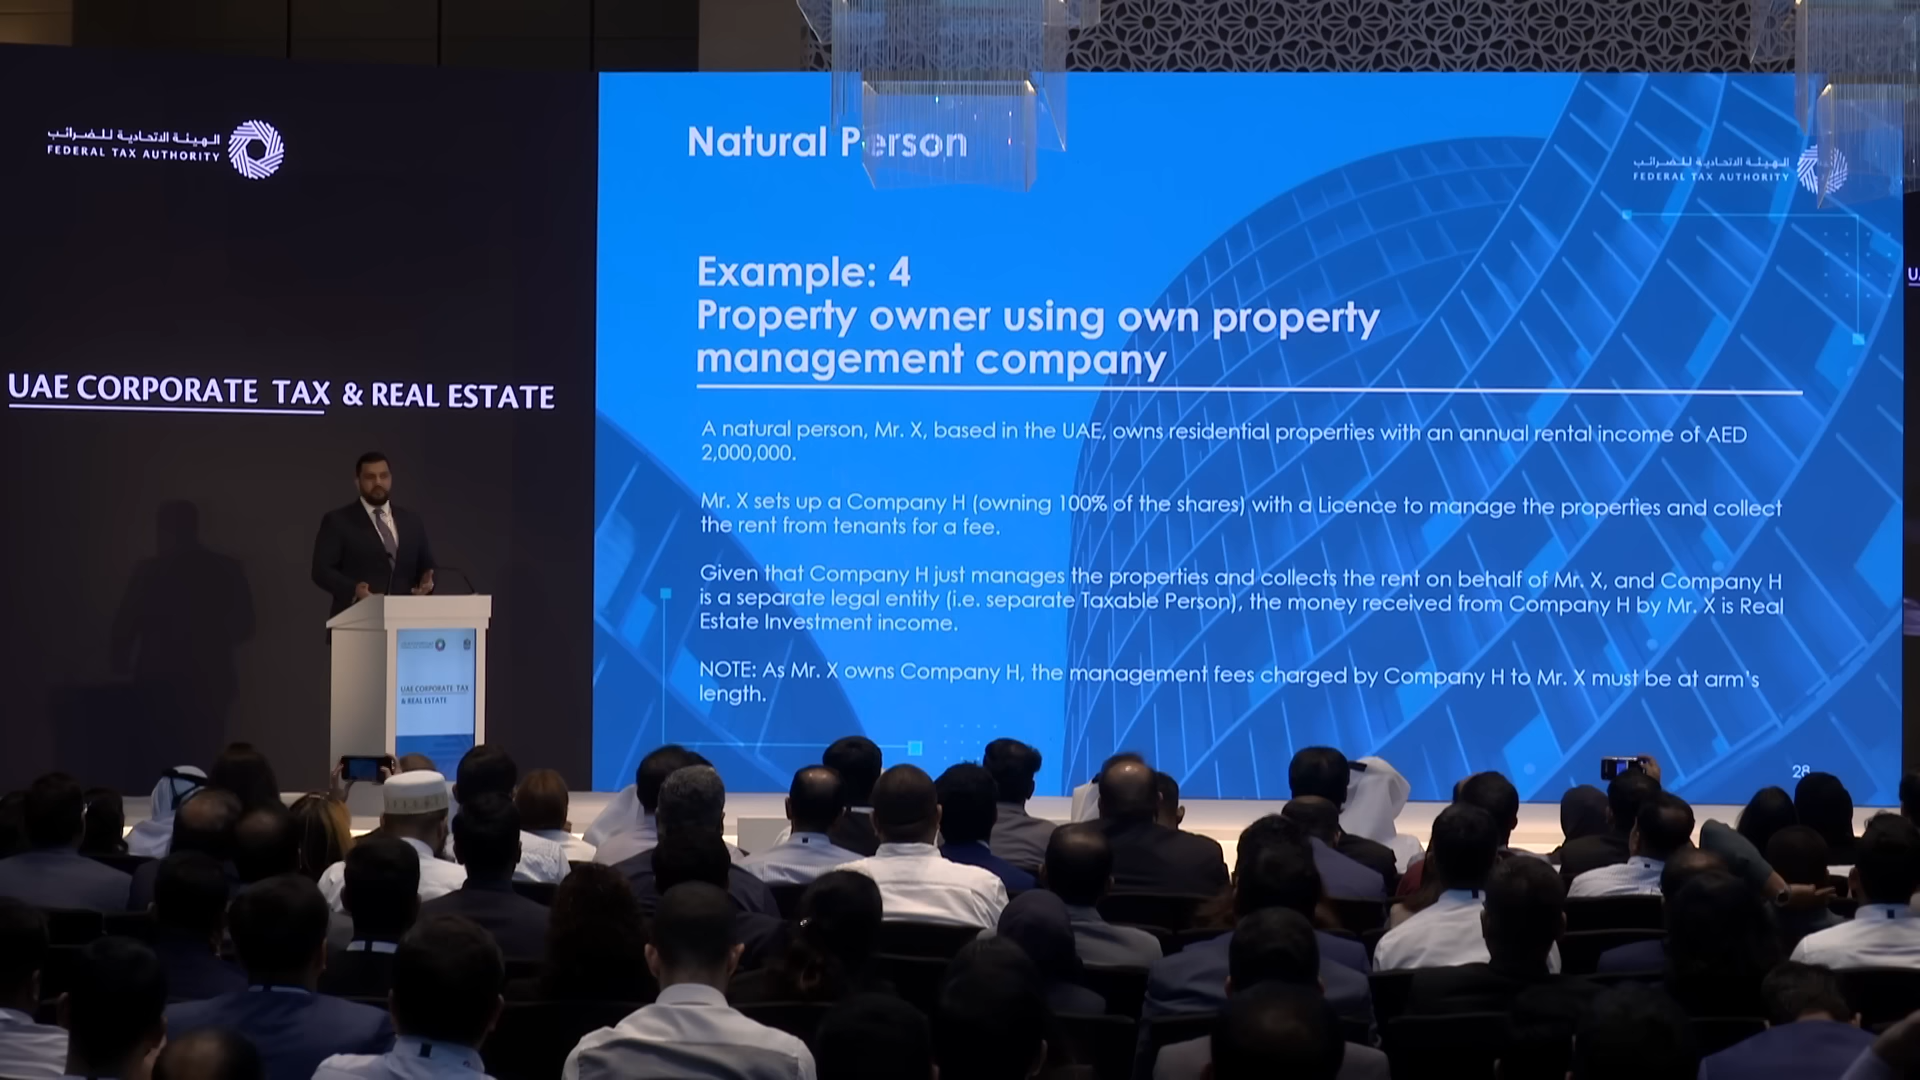 الهيئة الاتحادية للضرائب
FEDERAL TAX AUTHORITY
UAE CORPORATE TAX & REAL ESTATE
Natural Person
الهيئة الاتحادية للضرائب
FEDERAL TAX AUTHORITY
Example: 4
Property owner using own property
management company
A natural person, Mr. X, based in the UAE, owns residential properties with an annual rental income of AED
2,000,000.
Mr. X sets up a Company H (owning 100% of the shares) with a Licence to manage the properties and collect
the rent from tenants for a fee.
Given that Company H just manages the properties and collects the rent on behalf of Mr. X, and Company H
is a separate legal entity (i.e. separate Taxable Person), the money received from Company H by Mr. X is Real
Estate Investment income.
NOTE: As Mr. X owns Company H, the management fees charged by Company H to Mr. X must be at arm's
length.
28
UAE CORPORATE TAX
& REAL ESTATE